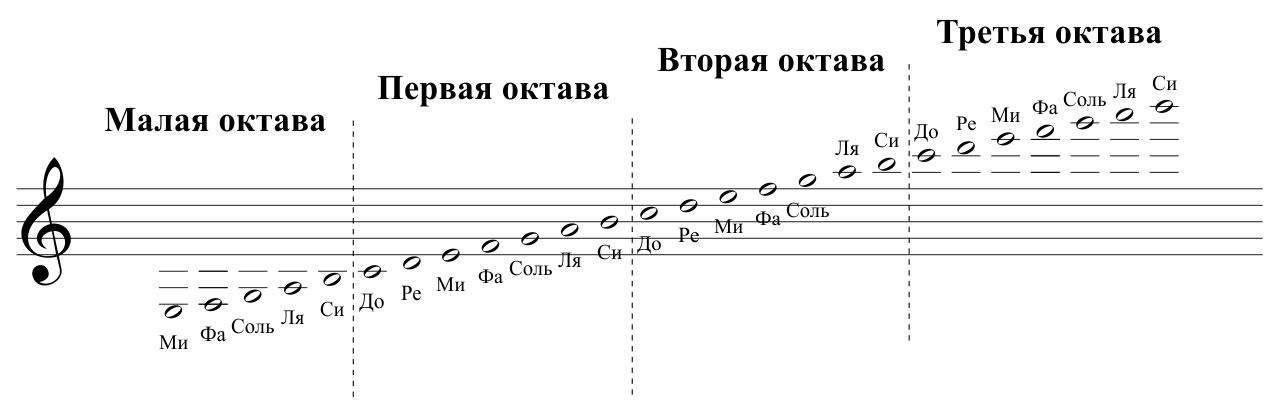 Третья октава
Вторая октава
Первая октава
Малая октава
Ми Фа Соль Ля Си
До Ре Ми Фа Соль Ля Си
До Ре Ми Фа Соль Ля Си
До Ре Ми Фа Соль Ля Си